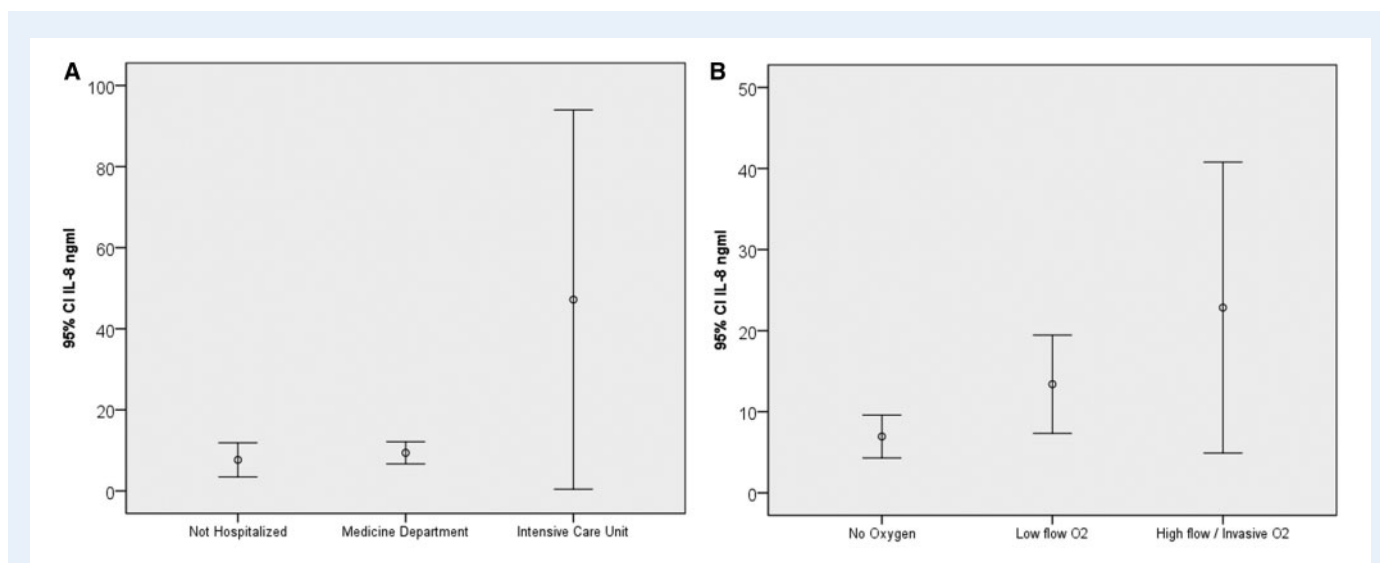 A
100
80
60
40
20
0
95% CI IL-8 ngml
Not Hospitalized
Medicine Department
Intensive Care Unit
B
50
40
30
20
10
0
95% CI IL-8 ngml
No Oxygen
Low flow O2
High flow / Invasive O2